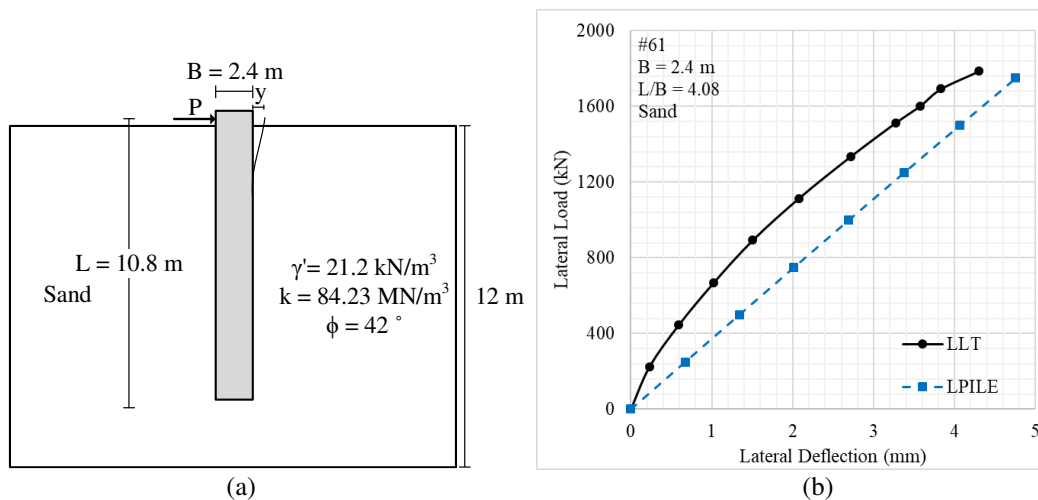 B = 2.4 m
y
P
L = 10.8 m
Sand
γ'= 21.2 kN/m³
k = 84.23 MN/m³
ϕ = 42 °
12 m
(a)
#61
B = 2.4 m
L/B = 4.08
Sand
Lateral Load (kN)
2000
1600
1200
800
400
0
LLT
LPILE
0 1 2 3 4 5
Lateral Deflection (mm)
(b)